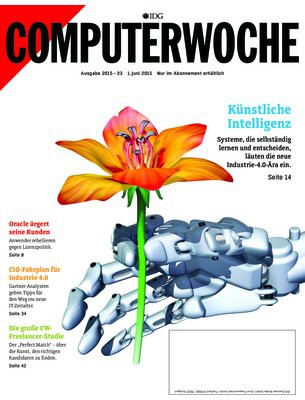 IDG
COMPUTERWOCHE
Ausgabe 2015 – 23 1. Juni 2015 Nur im Abonnement erhältlich
Künstliche
Intelligenz
Systeme, die selbständig
lernen und entscheiden,
läuten die neue
Industrie-4.0-Ära ein.
Seite 14
Oracle ärgert
seine Kunden
Anwender rebellieren
gegen Lizenzpolitik.
Seite 8
CIO-Fahrplan für
Industrie 4.0
Gartner-Analysten
geben Tipps für
den Weg ins neue
IT-Zeitalter.
Seite 34
Die große CW-
Freelancer-Studie
Der „Perfect Match“ – über
die Kunst, den richtigen
Kandidaten zu finden.
Seite 42